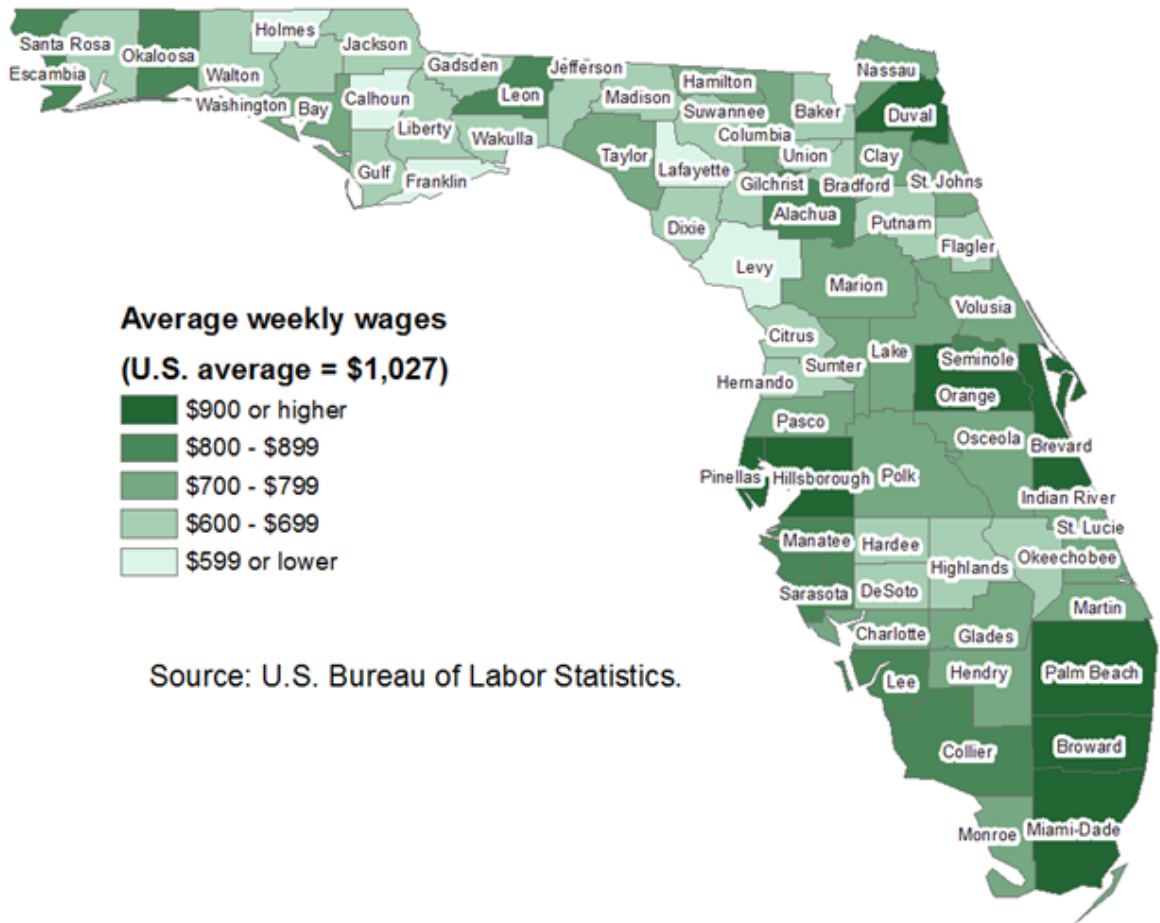 Holmes
Santa Rosa
Okaloosa
Jackson
Escambia
Walton
Gadsden
Jefferson
Nassau
Washington
Bay
Calhoun
Leon
Madison
Hamilton
Duval
Liberty
Wakulla
Suwannee
Baker
Columbia
Taylor
Union
Clay
Gulf
Franklin
Lafayette
Gilchrist
Bradford
St. Johns
Alachua
Dixie
Putnam
Flagler
Levy
Marion
Volusia
Average weekly wages
(U.S. average = $1,027)
$900 or higher
$800 - $899
$700 - $799
$600 - $699
$599 or lower
Citrus
Sumter
Lake
Seminole
Hernando
Orange
Pasco
Osceola
Brevard
Pinellas
Hillsborough
Polk
Indian River
St. Lucie
Manatee
Hardee
Okeechobee
Highlands
Sarasota
DeSoto
Martin
Charlotte
Glades
Source: U.S. Bureau of Labor Statistics.
Lee
Hendry
Palm Beach
Collier
Broward
Monroe
Miami-Dade